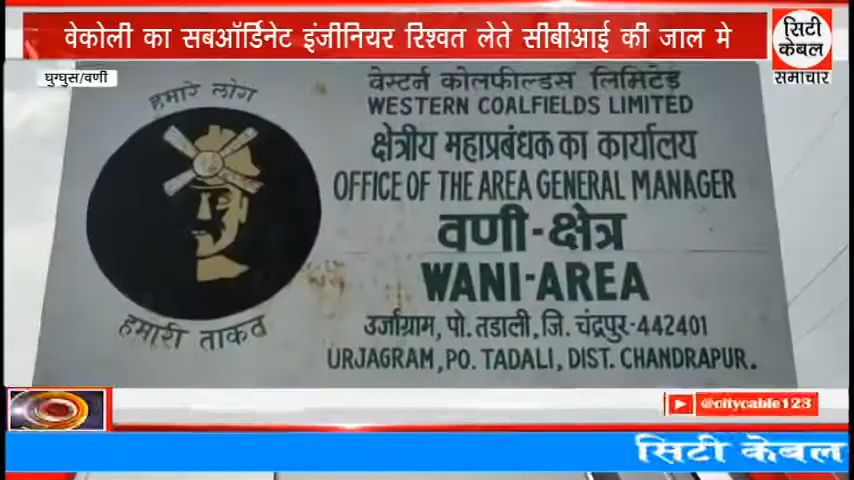 वेकोली का सबऑर्डिनेट इंजीनियर रिश्वत लेते सीबीआई की जाल मे
सिटी
केबल
समाचार
घुग्घुस/वणी
हमारे लोग
हमारी ताकत
वेस्टर्न कोलफील्डस लिमिटेड
WESTERN COALFIELDS LIMITED
क्षेत्रीय महाप्रबंधक का कार्यालय
OFFICE OF THE AREA GENERAL MANAGER
वणी-क्षेत्र
WANI-AREA
उर्जाग्राम, पो. तडाली, जि. चंद्रपुर-442401
URJAGRAM, PO. TADALI, DIST. CHANDRAPUR.
@citycable123
सिटी केबल